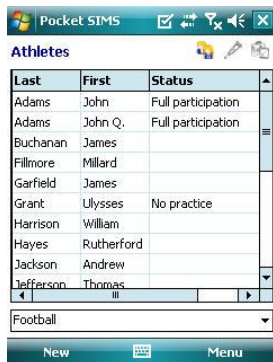 Pocket SIMS
Athletes
Last First Status
Adams John Full participation
Adams John Q. Full participation
Buchanan James
Fillmore Millard
Garfield James
Grant Ulysses No practice
Harrison William
Hayes Rutherford
Jackson Andrew
Jefferson Thomas
Football
New Menu